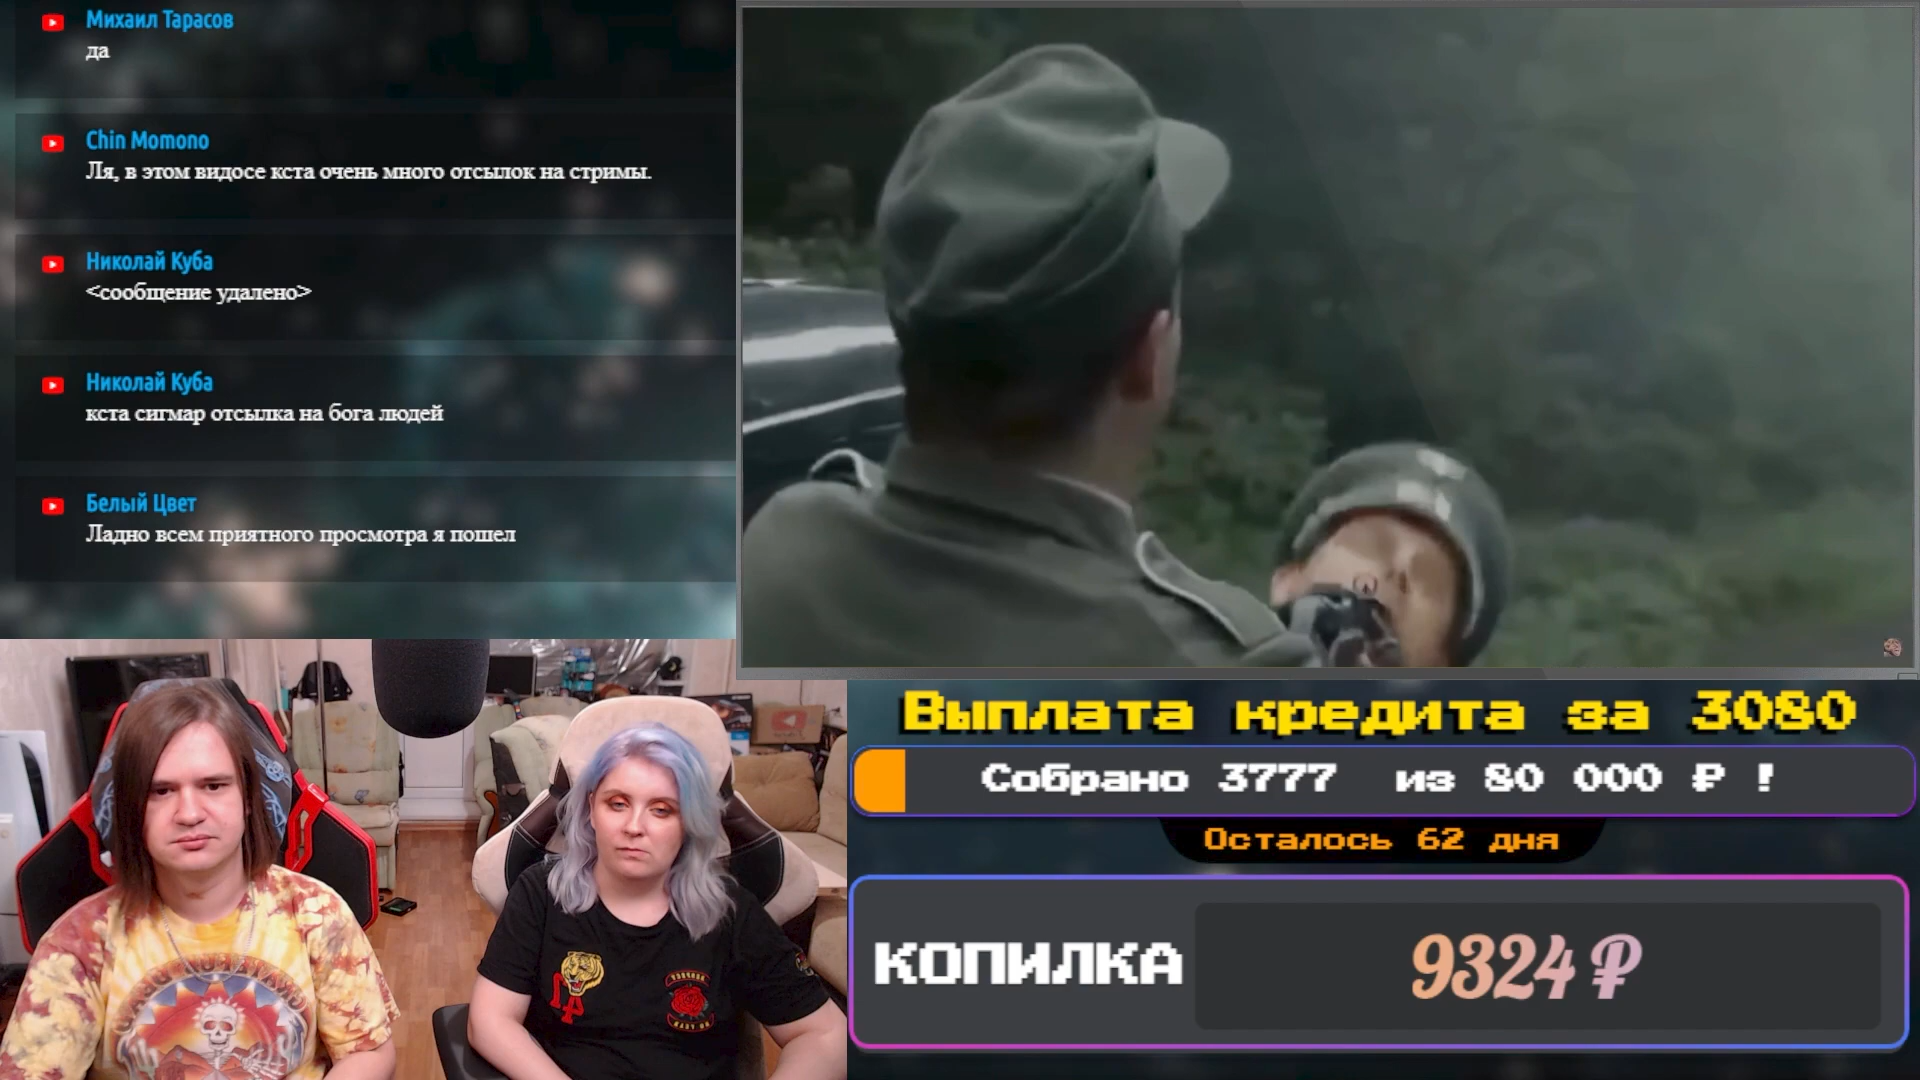 Михаил Тарасов
да
Chin Momono
Ля, в этом видосе кста очень много отсылок на стримы.
Николай Куба
<сообщение удалено>
Николай Куба
кста сигмар отсылка на бога людей
Белый Цвет
Ладно всем приятного просмотра я пошел
Выплата кредита за 3080
Собрано 3777 из 80 000 ₽ !
Осталось 62 дня
КОПИЛКА
9324 ₽